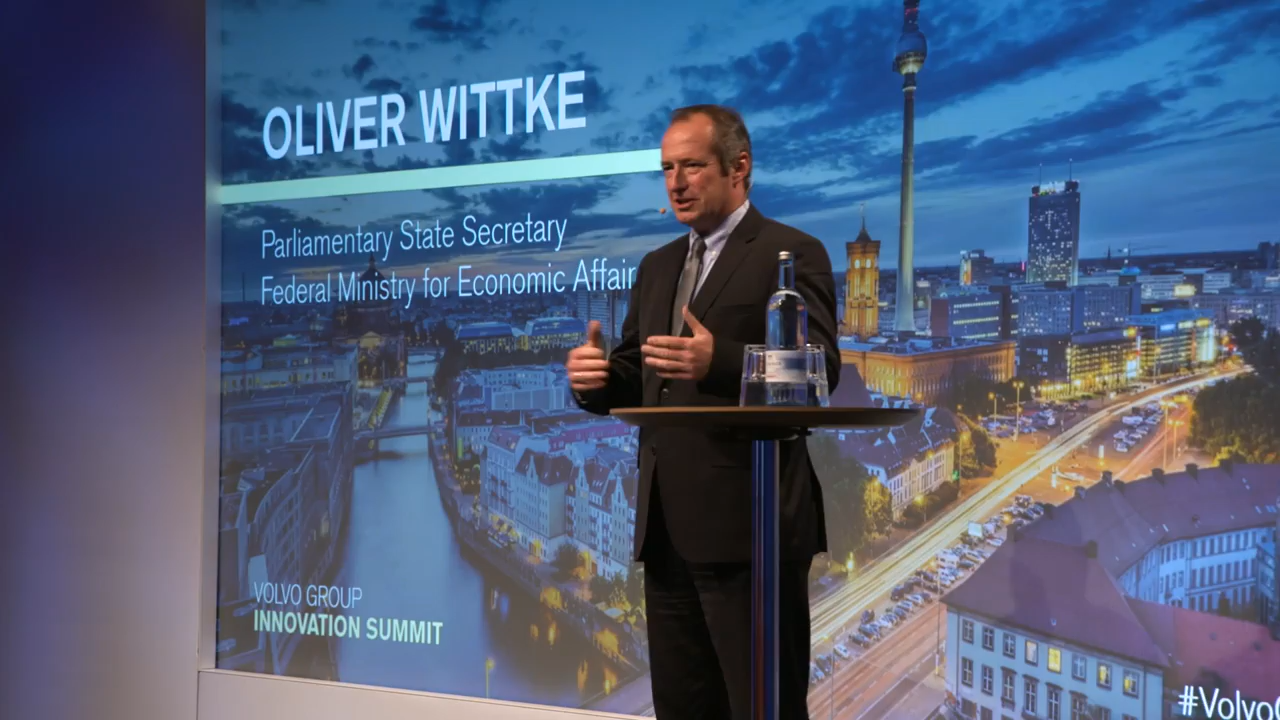 OLIVER WITTKE
Parliamentary State Secretary
Federal Ministry for Economic Affair
VOLVO GROUP
INNOVATION SUMMIT
#Volvo